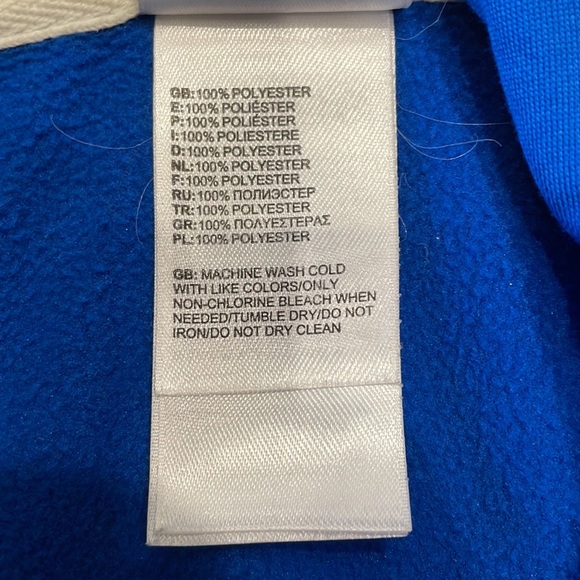 GB:100% POLYESTER
E:100% POLIÉSTER
P:100% POLIÉSTER
I:100% POLIESTERE
D:100% POLYESTER
NL:100% POLYESTER
F:100% POLYESTER
RU:100% ПОЛИЭСТЕР
TR:100% POLYESTER
GR:100% ΠΟΛΥΕΣΤΕΡΑΣ
PL:100% POLYESTER
GB: MACHINE WASH COLD
WITH LIKE COLORS/ONLY
NON-CHLORINE BLEACH WHEN
NEEDED/TUMBLE DRY/DO NOT
IRON/DO NOT DRY CLEAN